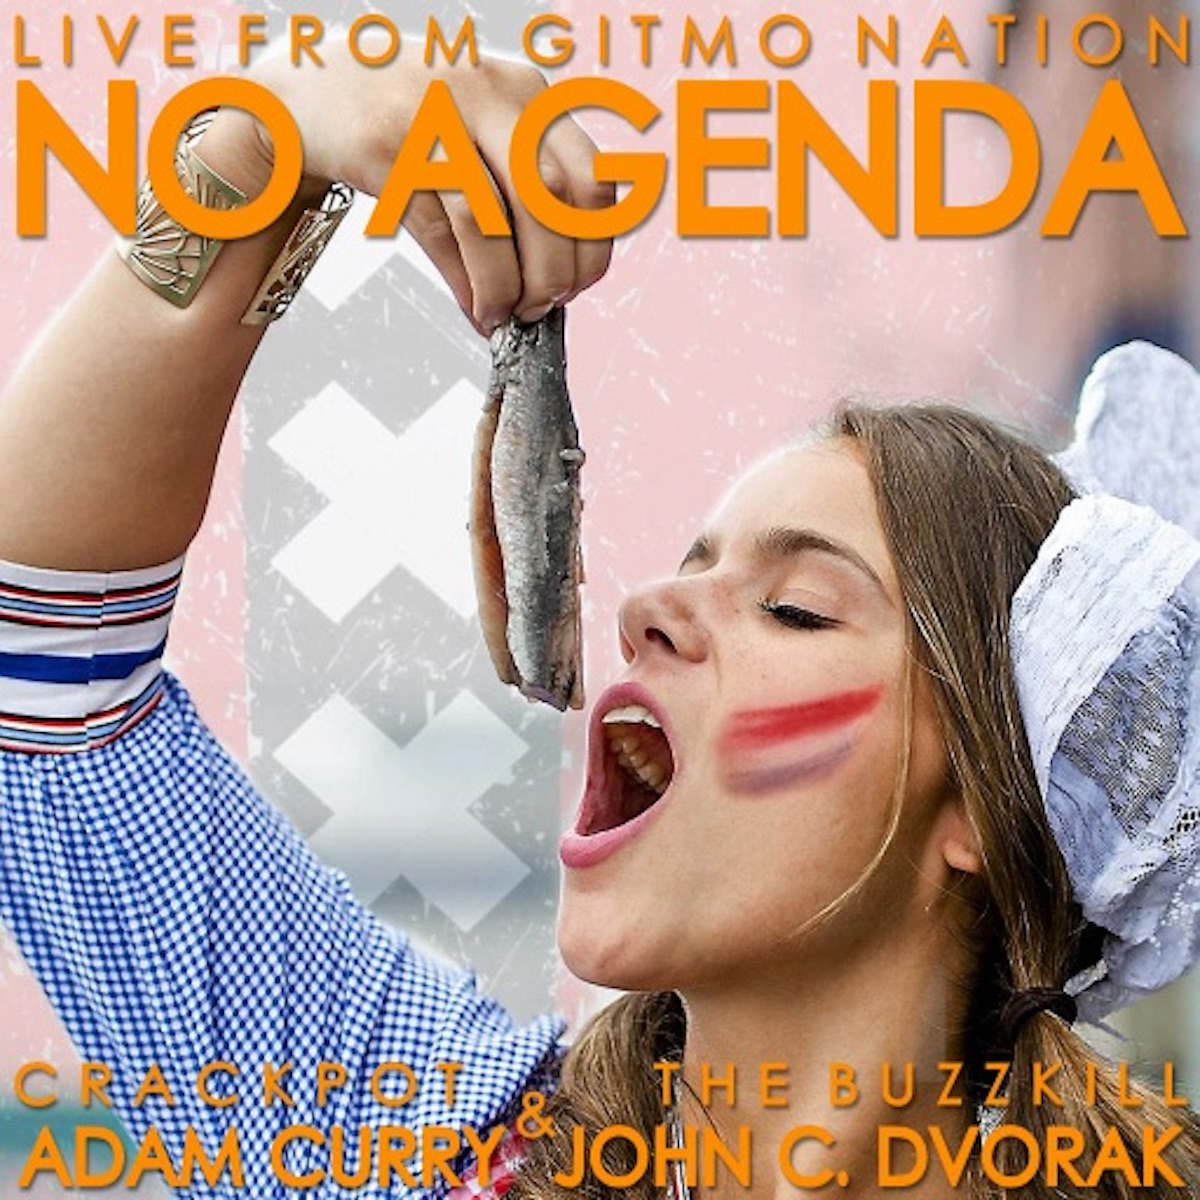 LIVE FROM GITMO NATION
NO AGENDA
CRACKPOT & THE BUZZKILL
ADAM CURRY JOHN C. DVORAK